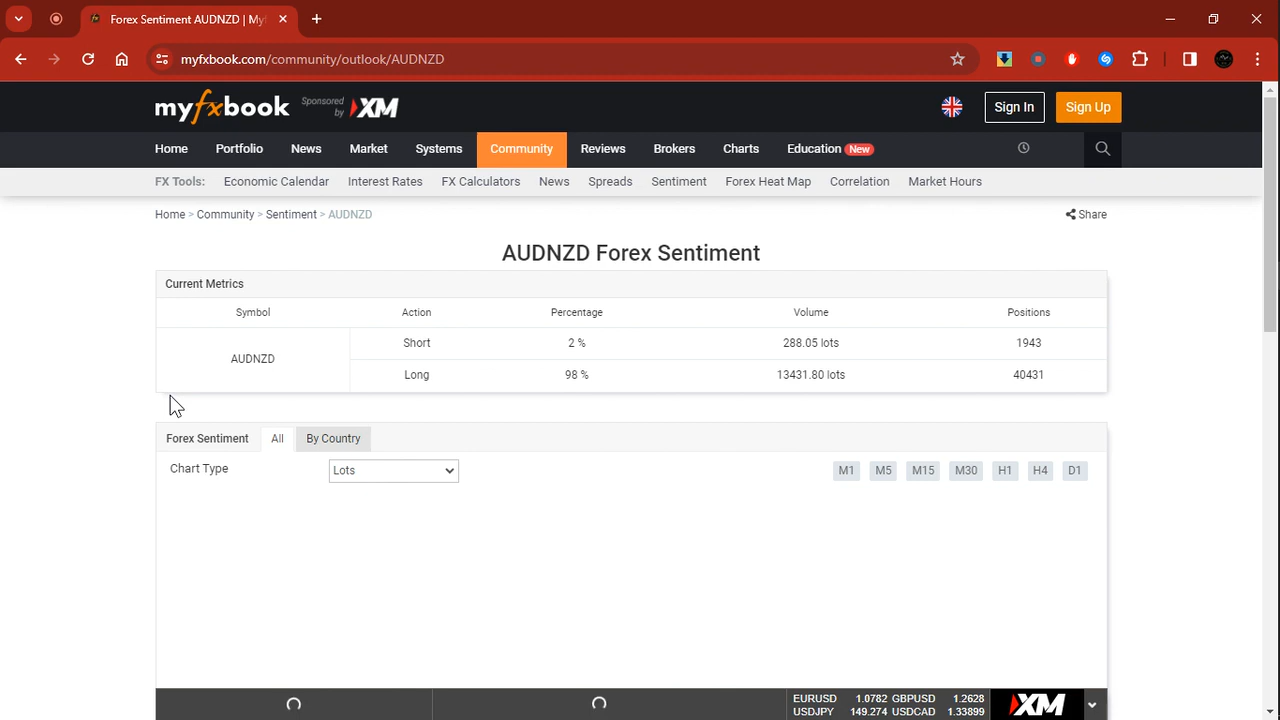 Forex Sentiment AUDNZD | My
myfxbook.com/community/outlook/AUDNZD
myfxbook Sponsored by XM
Sign In Sign Up
Home Portfolio News Market Systems Community Reviews Brokers Charts Education New
FX Tools: Economic Calendar Interest Rates FX Calculators News Spreads Sentiment Forex Heat Map Correlation Market Hours
Home > Community > Sentiment > AUDNZD Share
AUDNZD Forex Sentiment
Current Metrics
Symbol Action Percentage Volume Positions
AUDNZD
Short 2 % 288.05 lots 1943
Long 98 % 13431.80 lots 40431
Forex Sentiment All By Country
Chart Type Lots M1 M5 M15 M30 H1 H4 D1
EURUSD 1.0782 GBPUSD 1.2628
USDJPY 149.274 USDCAD 1.33899
XM